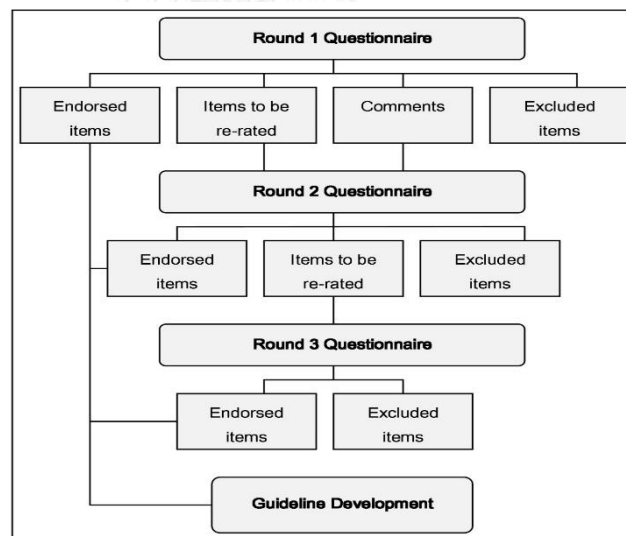 Round 1 Questionnaire
Endorsed
items
Items to be
re-rated
Comments
Excluded
items
Round 2 Questionnaire
Endorsed
items
Items to be
re-rated
Excluded
items
Round 3 Questionnaire
Endorsed
items
Excluded
items
Guideline Development